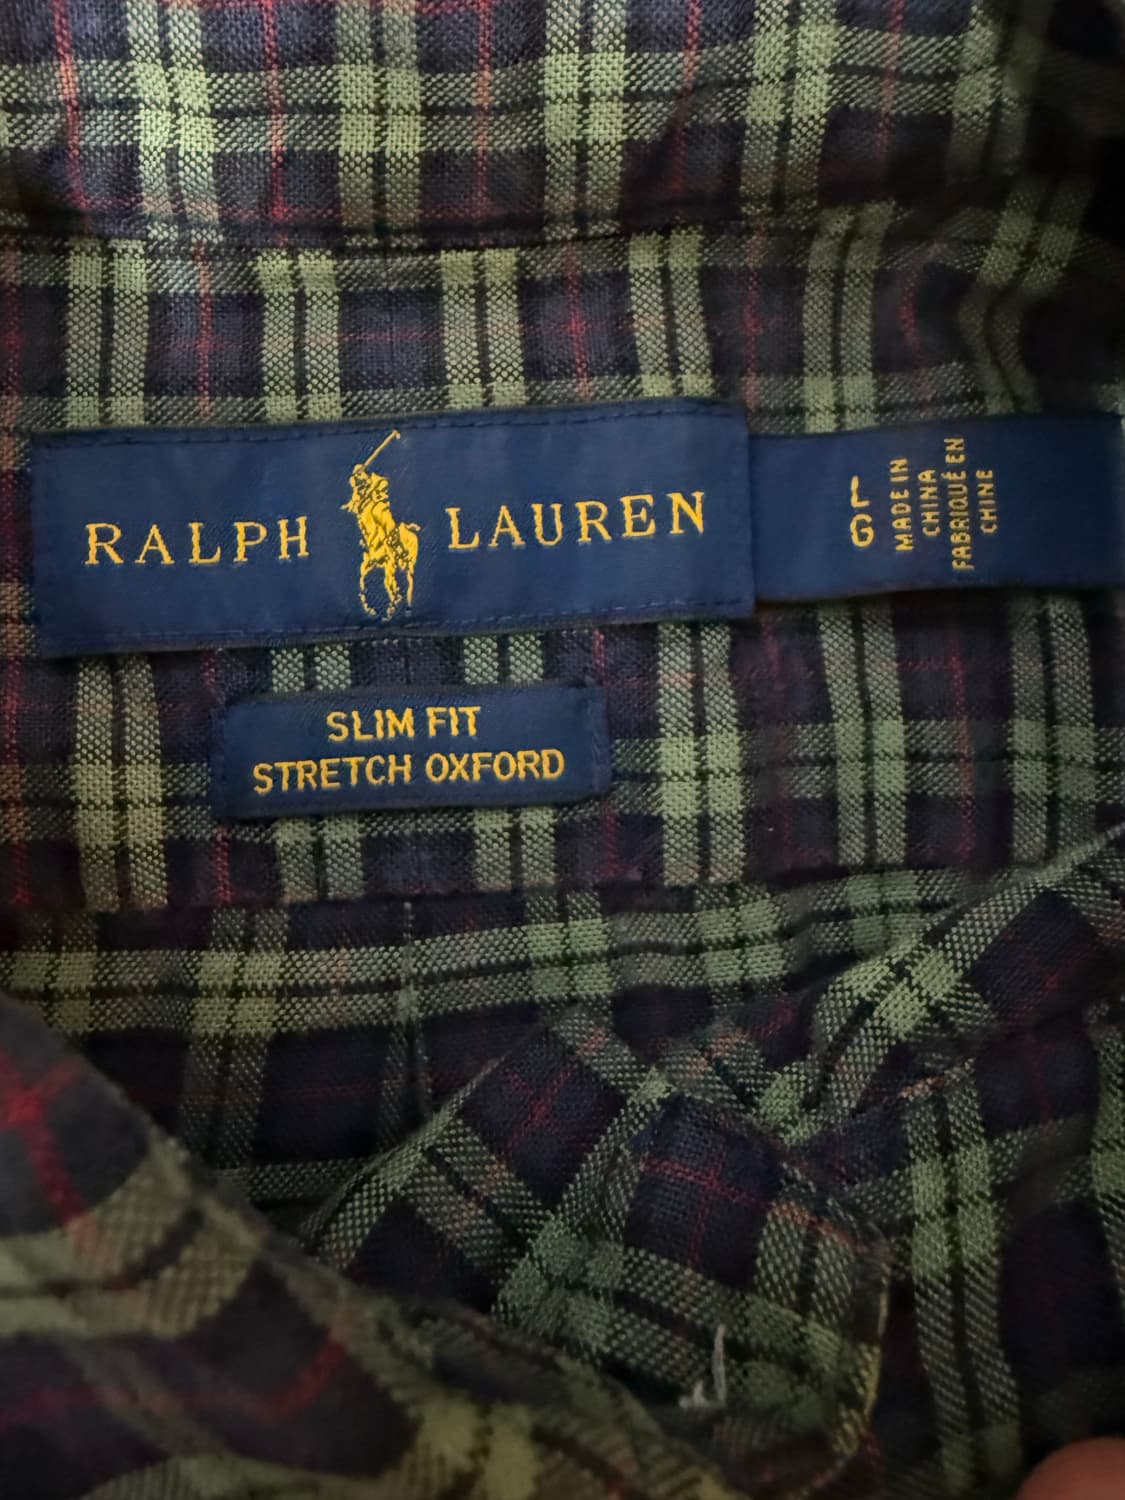 RALPH LAUREN
L
G
MADE IN
CHINA
FABRIQUÉ EN
CHINE
SLIM FIT
STRETCH OXFORD